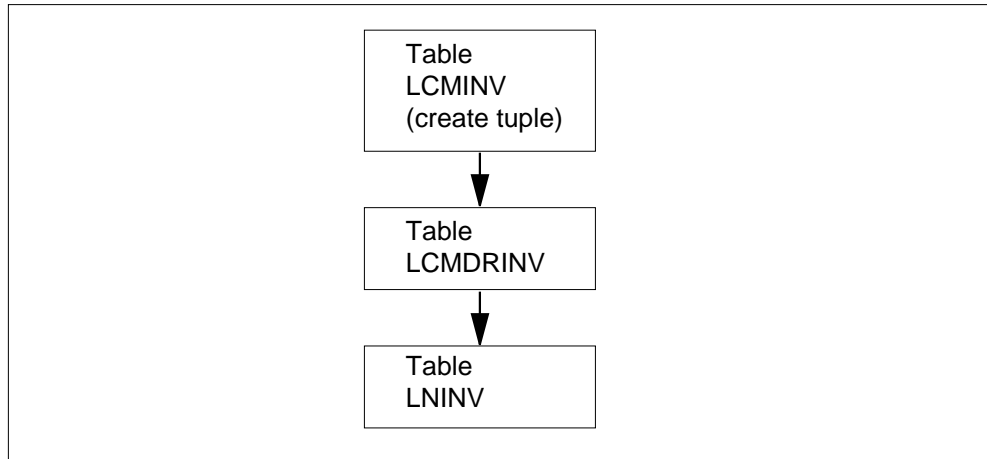 Table
LCMINV
(create tuple)
Table
LCMDRINV
Table
LNINV